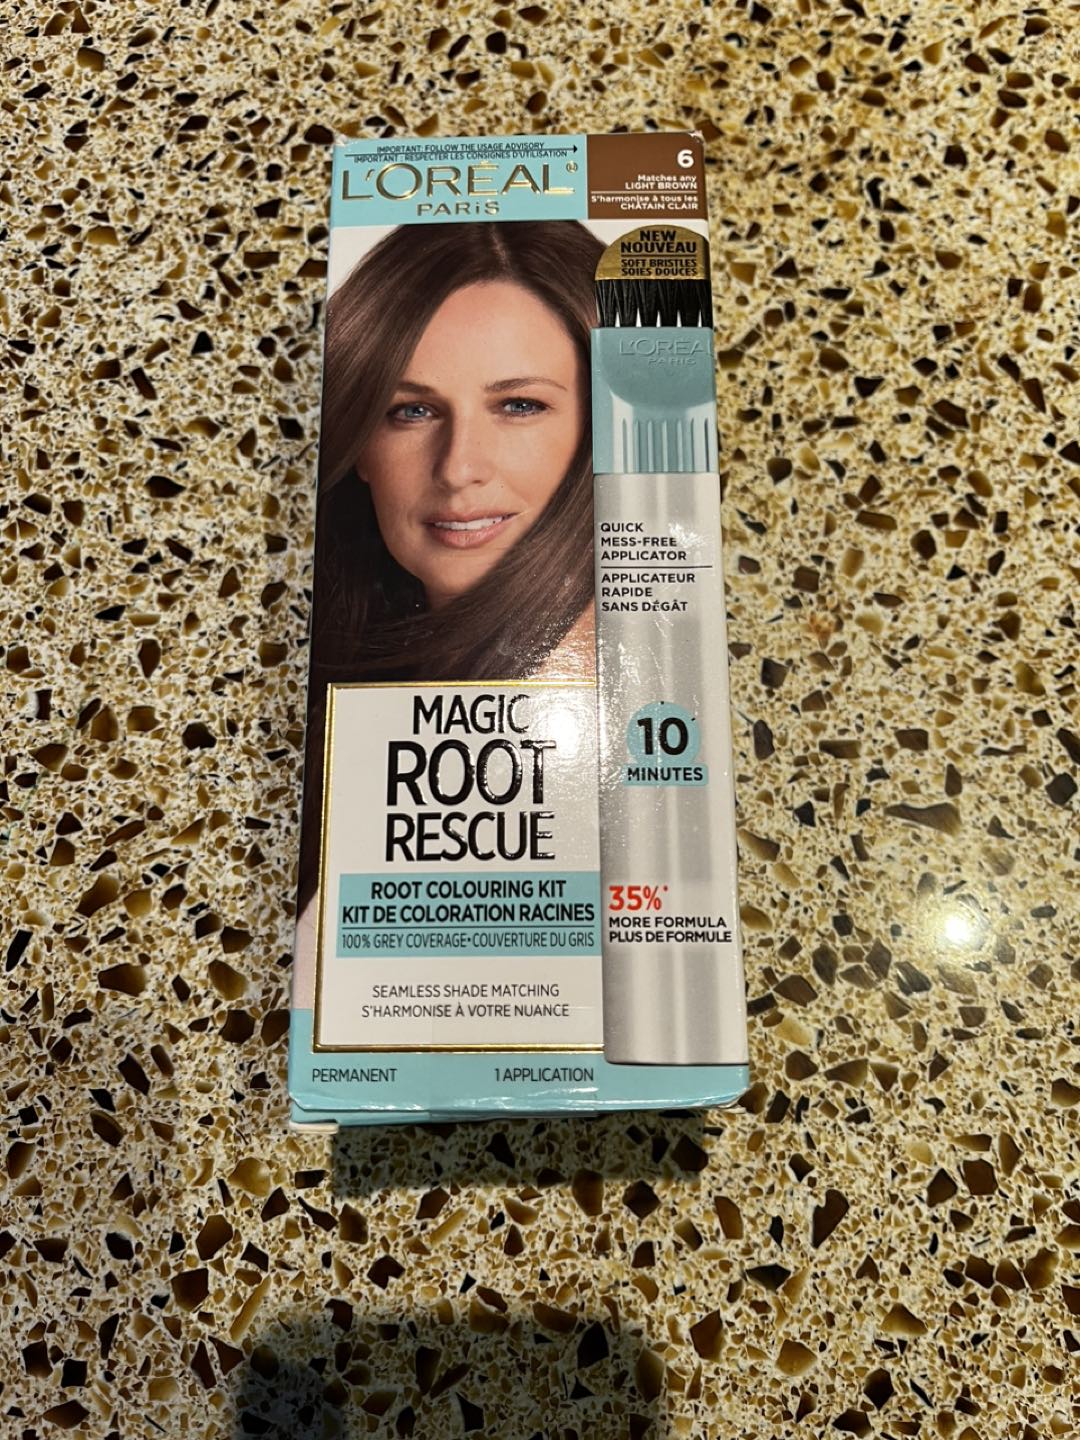 IMPORTANT: FOLLOW THE USAGE ADVISORY
IMPORTANT : RESPECTER LES CONSIGNES D'UTILISATION
L'ORÉAL®
PARiS
6
Matches any
LIGHT BROWN
S'harmonise à tous les
CHÂTAIN CLAIR
NEW
NOUVEAU
SOFT BRISTLES
SOIES DOUCES
L'ORÉA
PARIS
QUICK
MESS-FREE
APPLICATOR
APPLICATEUR
RAPIDE
SANS DÉGÂT
10
MINUTES
MAGIC
ROOT
RESCUE
ROOT COLOURING KIT
KIT DE COLORATION RACINES
100% GREY COVERAGE•COUVERTURE DU GRIS
35%*
MORE FORMULA
PLUS DE FORMULE
SEAMLESS SHADE MATCHING
S'HARMONISE À VOTRE NUANCE
PERMANENT
1 APPLICATION